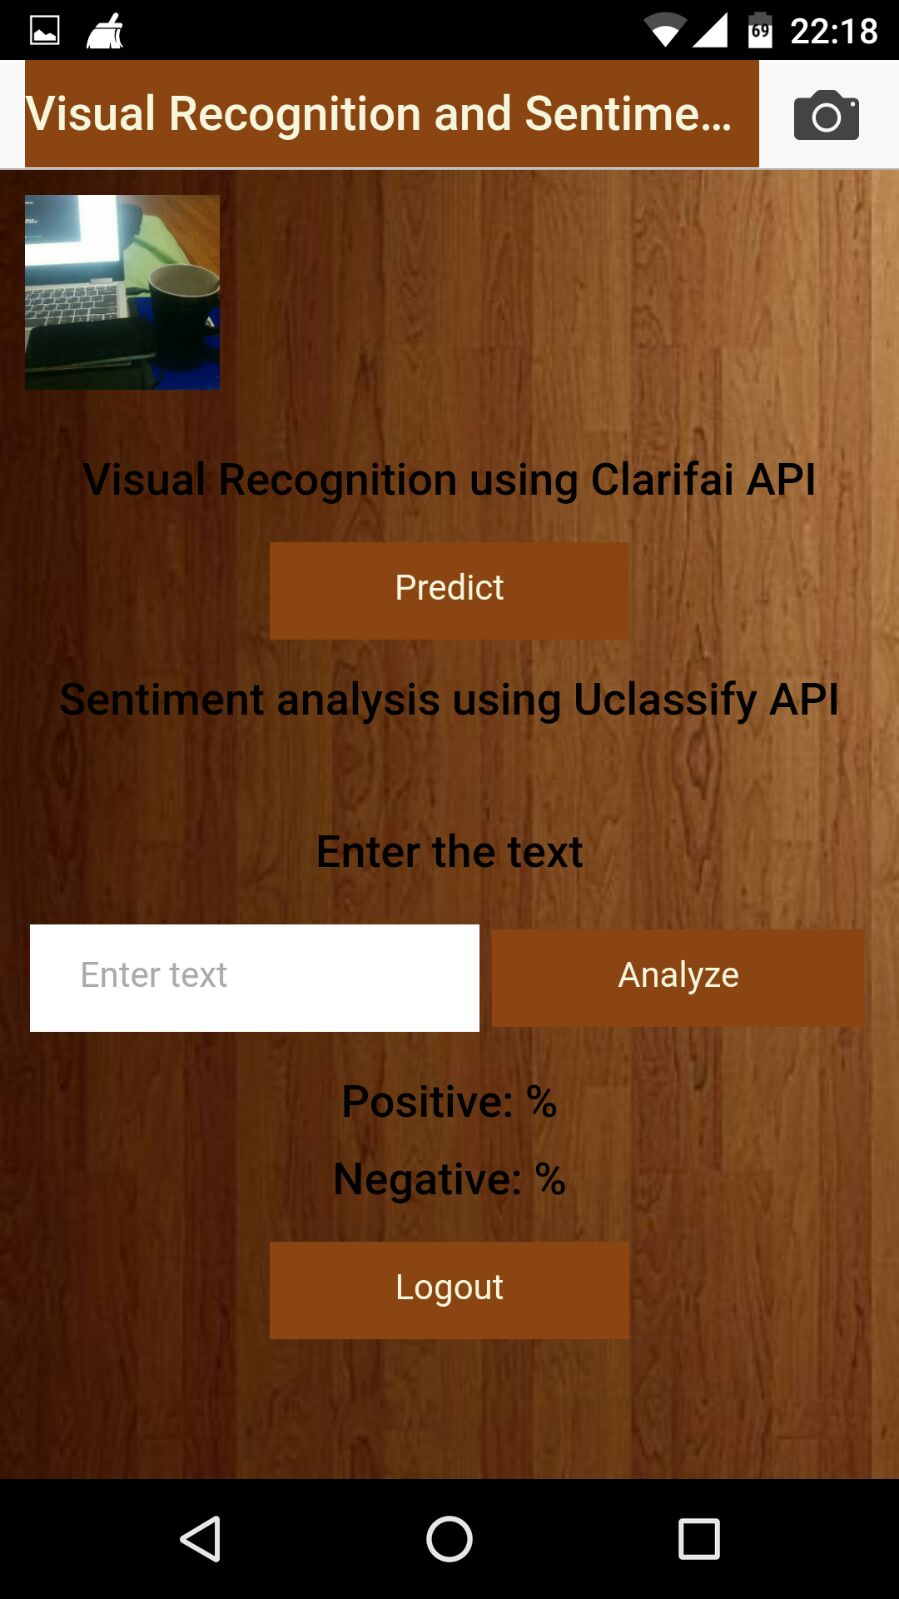 69 22:18
Visual Recognition and Sentime...
Visual Recognition using Clarifai API
Predict
Sentiment analysis using Uclassify API
Enter the text
Enter text
Analyze
Positive: %
Negative: %
Logout